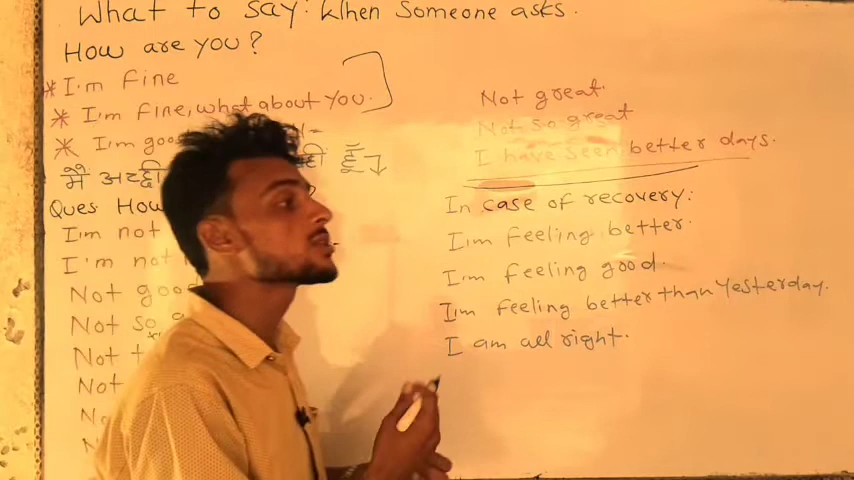 What to say: When Someone asks.
How are you?
* I'm fine
* I'm fine, what about you.
* I'm goo
मैं अच्छी हूँ
Ques How
I'm not
I'm not
Not good
Not so
Not
Not
No
Not great.
Not so great
I have seen better days.
In case of recovery:
I'm feeling better.
I'm feeling good.
I'm feeling better than yesterday.
I am all right.